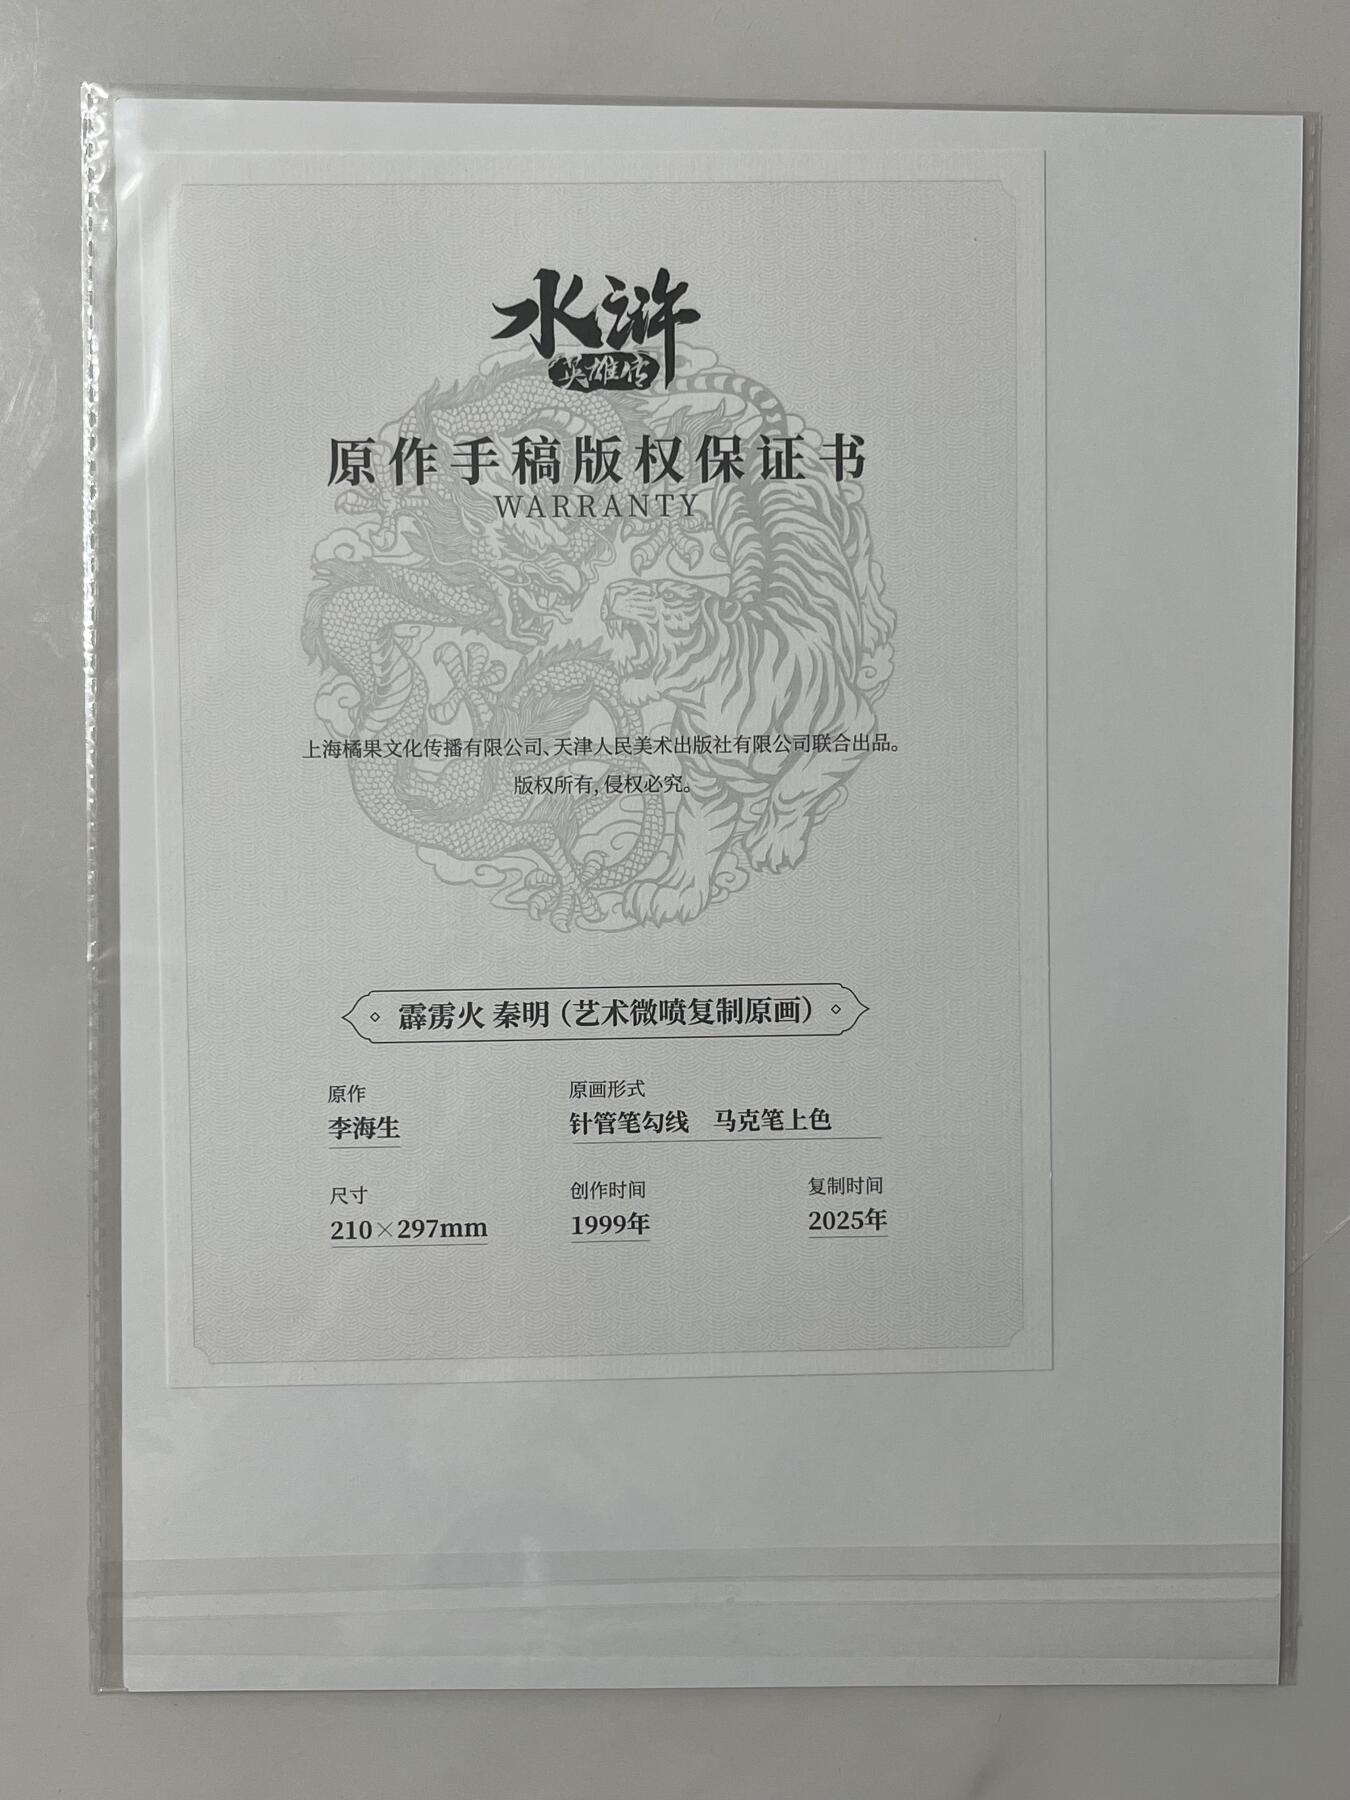 水浒
英雄传
原作手稿版权保证书
WARRANTY
上海橘果文化传播有限公司、天津人民美术出版社有限公司联合出品。
版权所有,侵权必究。
霹雳火 秦明（艺术微喷复制原画）
原作
李海生
原画形式
针管笔勾线 马克笔上色
尺寸
210×297mm
创作时间
1999年
复制时间
2025年